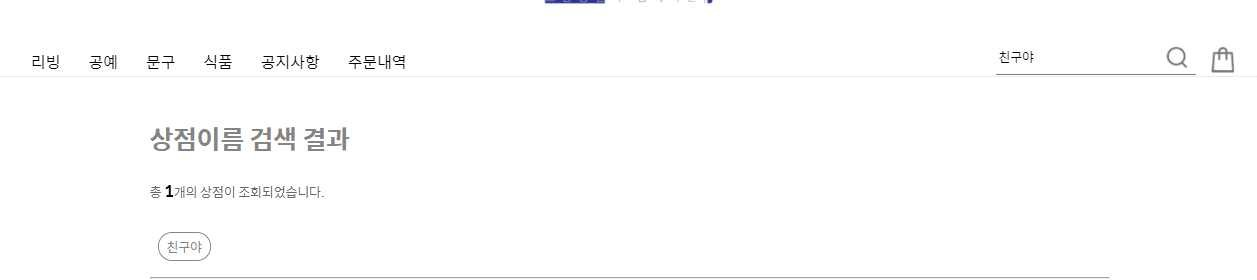 리빙 공예 문구 식품 공지사항 주문내역 친구야
상점이름 검색 결과
총 1개의 상점이 조회되었습니다.
친구야